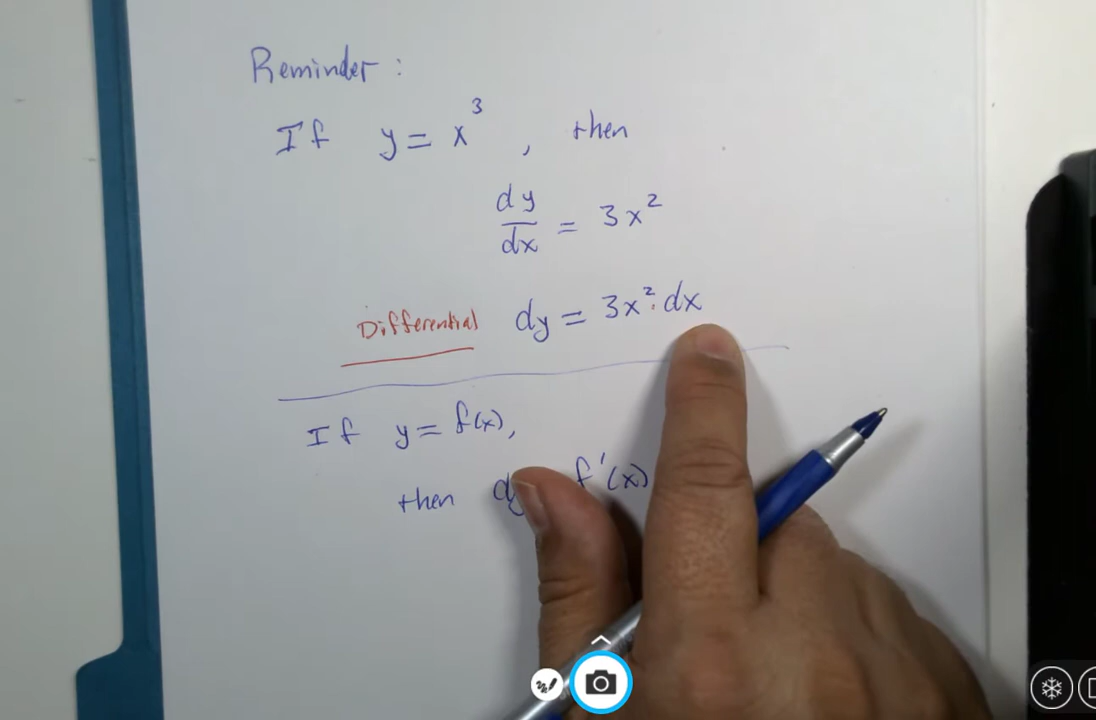 Reminder:
If y = x³, then
dy/dx = 3x²
Differential dy = 3x²·dx
If y = f(x),
then f'(x)